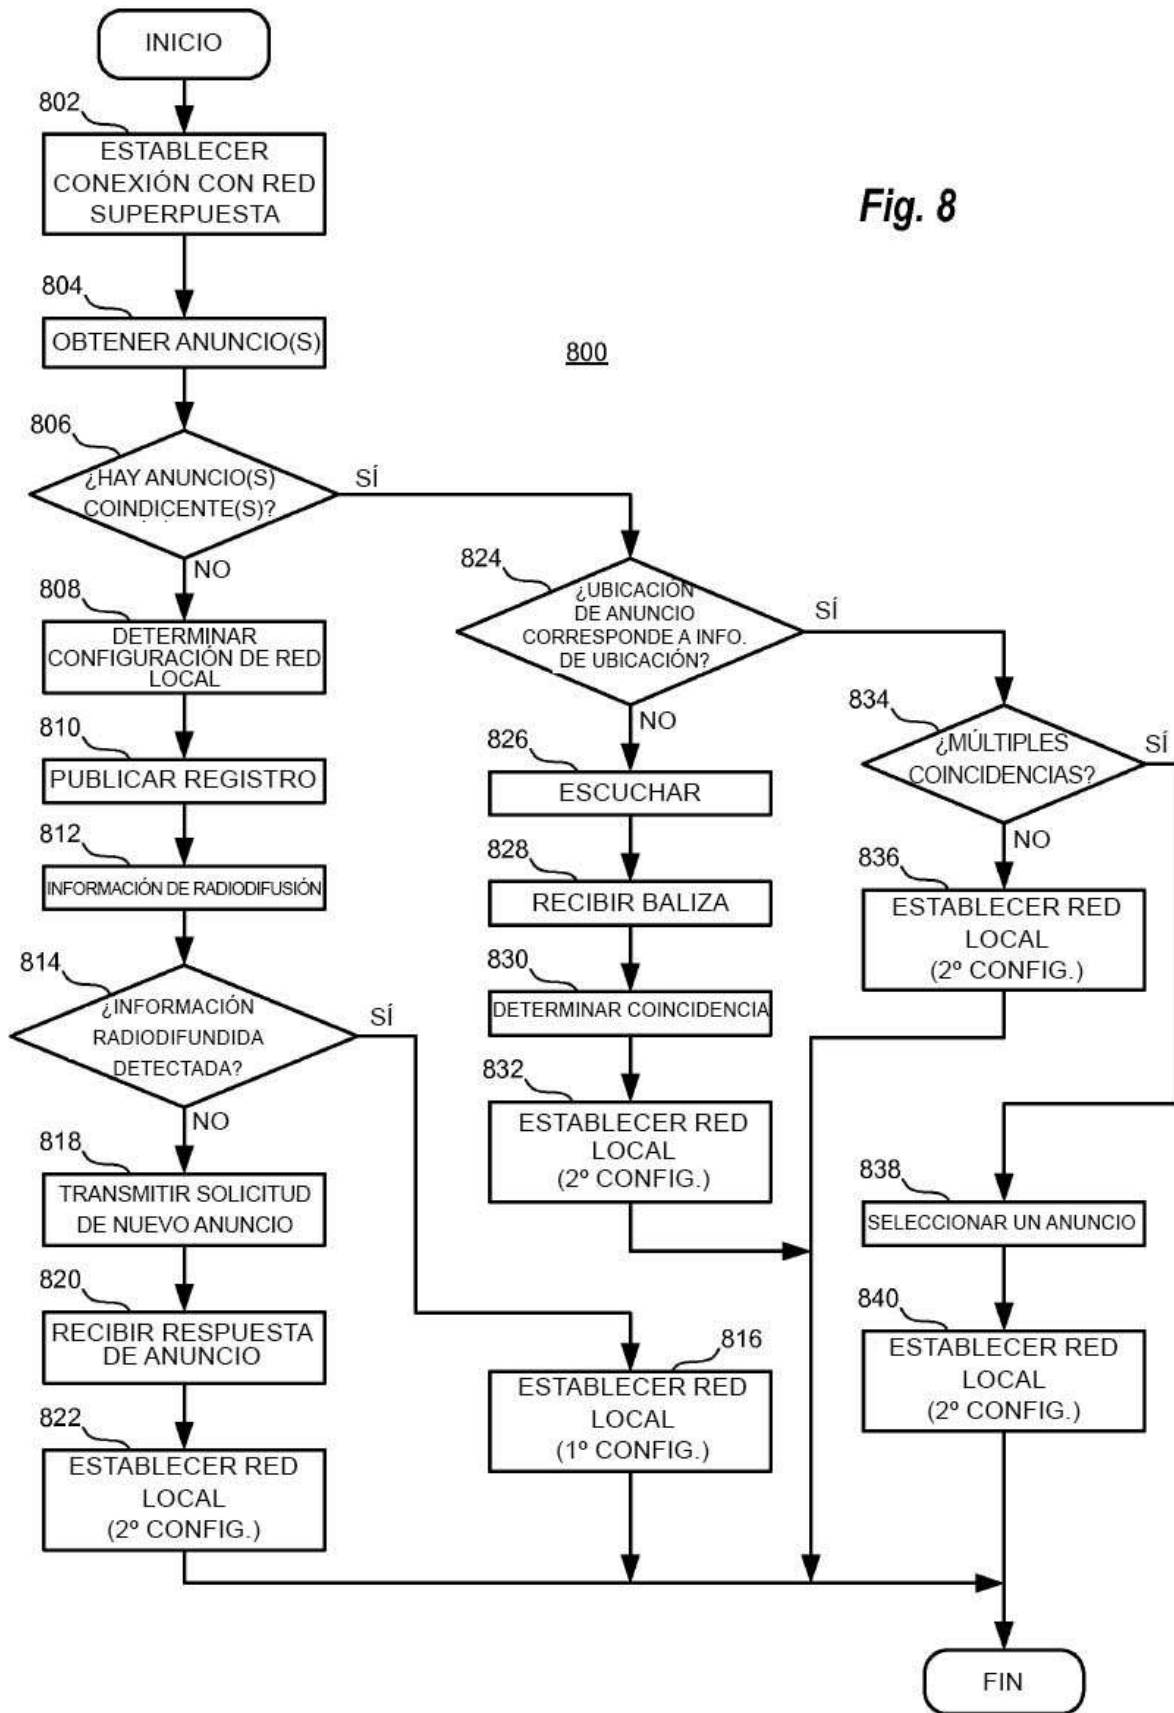 INICIO
802
ESTABLECER
CONEXIÓN CON RED
SUPERPUESTA
Fig. 8
804
OBTENER ANUNCIO(S)
800
806
¿HAY ANUNCIO(S)
COINDICENTE(S)?
SÍ
NO
824
¿UBICACIÓN
DE ANUNCIO
CORRESPONDE A INFO.
DE UBICACIÓN?
SÍ
NO
808
DETERMINAR
CONFIGURACIÓN DE RED
LOCAL
834
¿MÚLTIPLES
COINCIDENCIAS?
SÍ
NO
810
PUBLICAR REGISTRO
826
ESCUCHAR
812
INFORMACIÓN DE RADIODIFUSIÓN
828
RECIBIR BALIZA
836
ESTABLECER RED
LOCAL
(2º CONFIG.)
814
¿INFORMACIÓN
RADIODIFUNDIDA
DETECTADA?
SÍ
NO
830
DETERMINAR COINCIDENCIA
832
ESTABLECER RED
LOCAL
(2º CONFIG.)
818
TRANSMITIR SOLICITUD
DE NUEVO ANUNCIO
838
SELECCIONAR UN ANUNCIO
820
RECIBIR RESPUESTA
DE ANUNCIO
816
ESTABLECER RED
LOCAL
(1º CONFIG.)
840
ESTABLECER RED
LOCAL
(2º CONFIG.)
822
ESTABLECER RED
LOCAL
(2º CONFIG.)
FIN